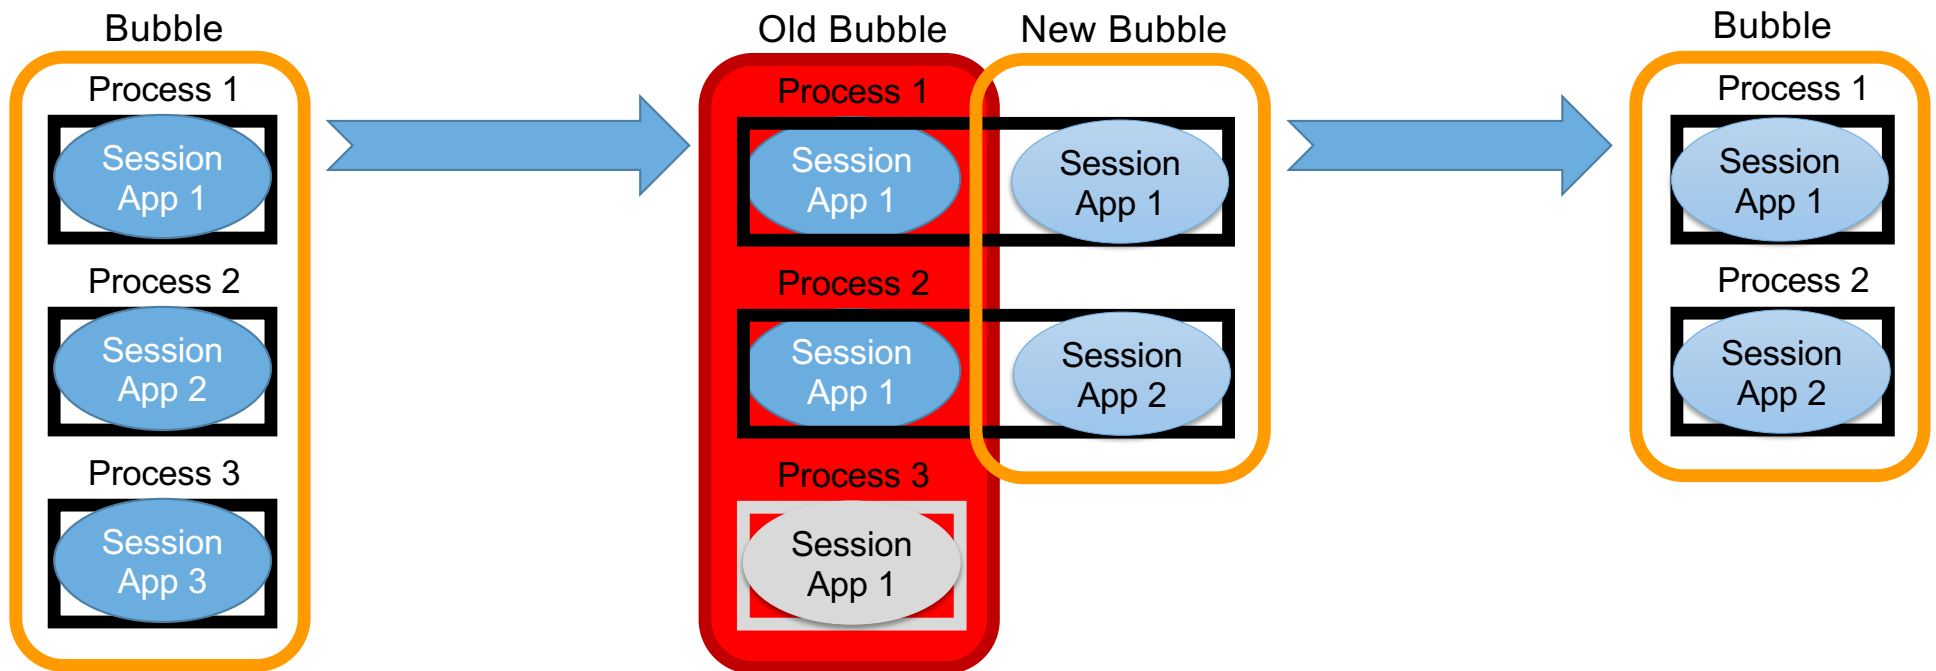 Bubble
Process 1
Session
App 1
Process 2
Session
App 2
Process 3
Session
App 3
Old Bubble
Process 1
Session
App 1
Process 2
Session
App 1
Process 3
Session
App 1
New Bubble
Session
App 1
Session
App 2
Bubble
Process 1
Session
App 1
Process 2
Session
App 2